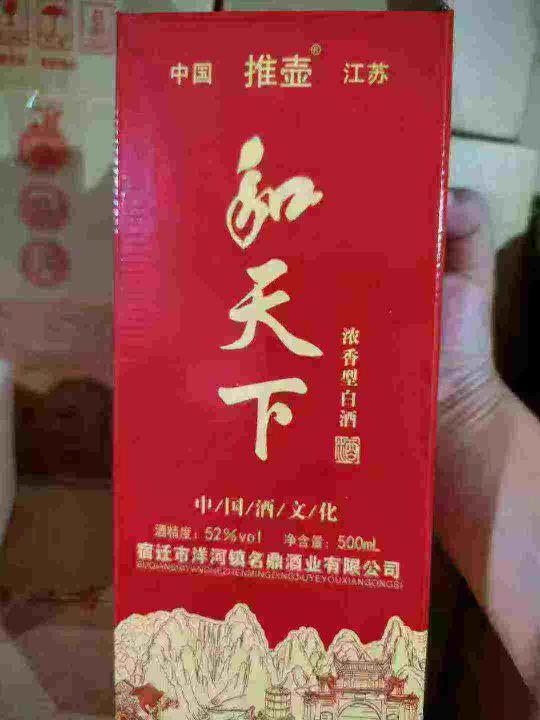 中国 推壶® 江苏
和天下
浓香型白酒
中/国/酒/文/化
酒精度：52%vol 净含量：500mL
宿迁市洋河镇名鼎酒业有限公司